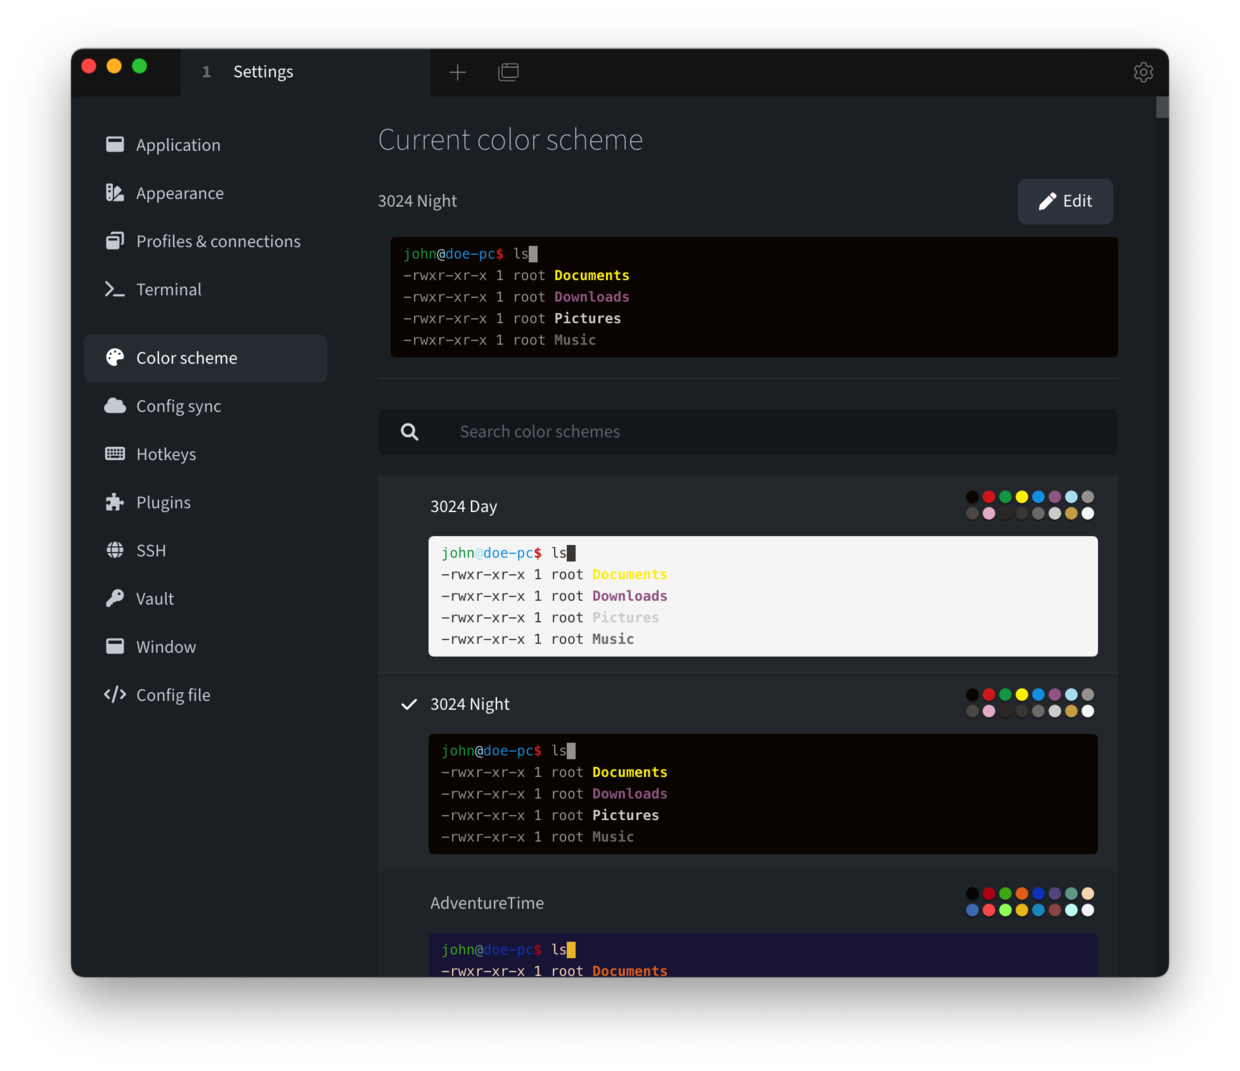 1 Settings
Application
Appearance
Profiles & connections
Terminal
Color scheme
Config sync
Hotkeys
Plugins
SSH
Vault
Window
Config file
Current color scheme
3024 Night
Edit
john@doe-pc$ ls
-rwxr-xr-x 1 root Documents
-rwxr-xr-x 1 root Downloads
-rwxr-xr-x 1 root Pictures
-rwxr-xr-x 1 root Music
Search color schemes
3024 Day
john@doe-pc$ ls
-rwxr-xr-x 1 root Documents
-rwxr-xr-x 1 root Downloads
-rwxr-xr-x 1 root Pictures
-rwxr-xr-x 1 root Music
3024 Night
john@doe-pc$ ls
-rwxr-xr-x 1 root Documents
-rwxr-xr-x 1 root Downloads
-rwxr-xr-x 1 root Pictures
-rwxr-xr-x 1 root Music
AdventureTime
john@doe-pc$ ls
-rwxr-xr-x 1 root Documents